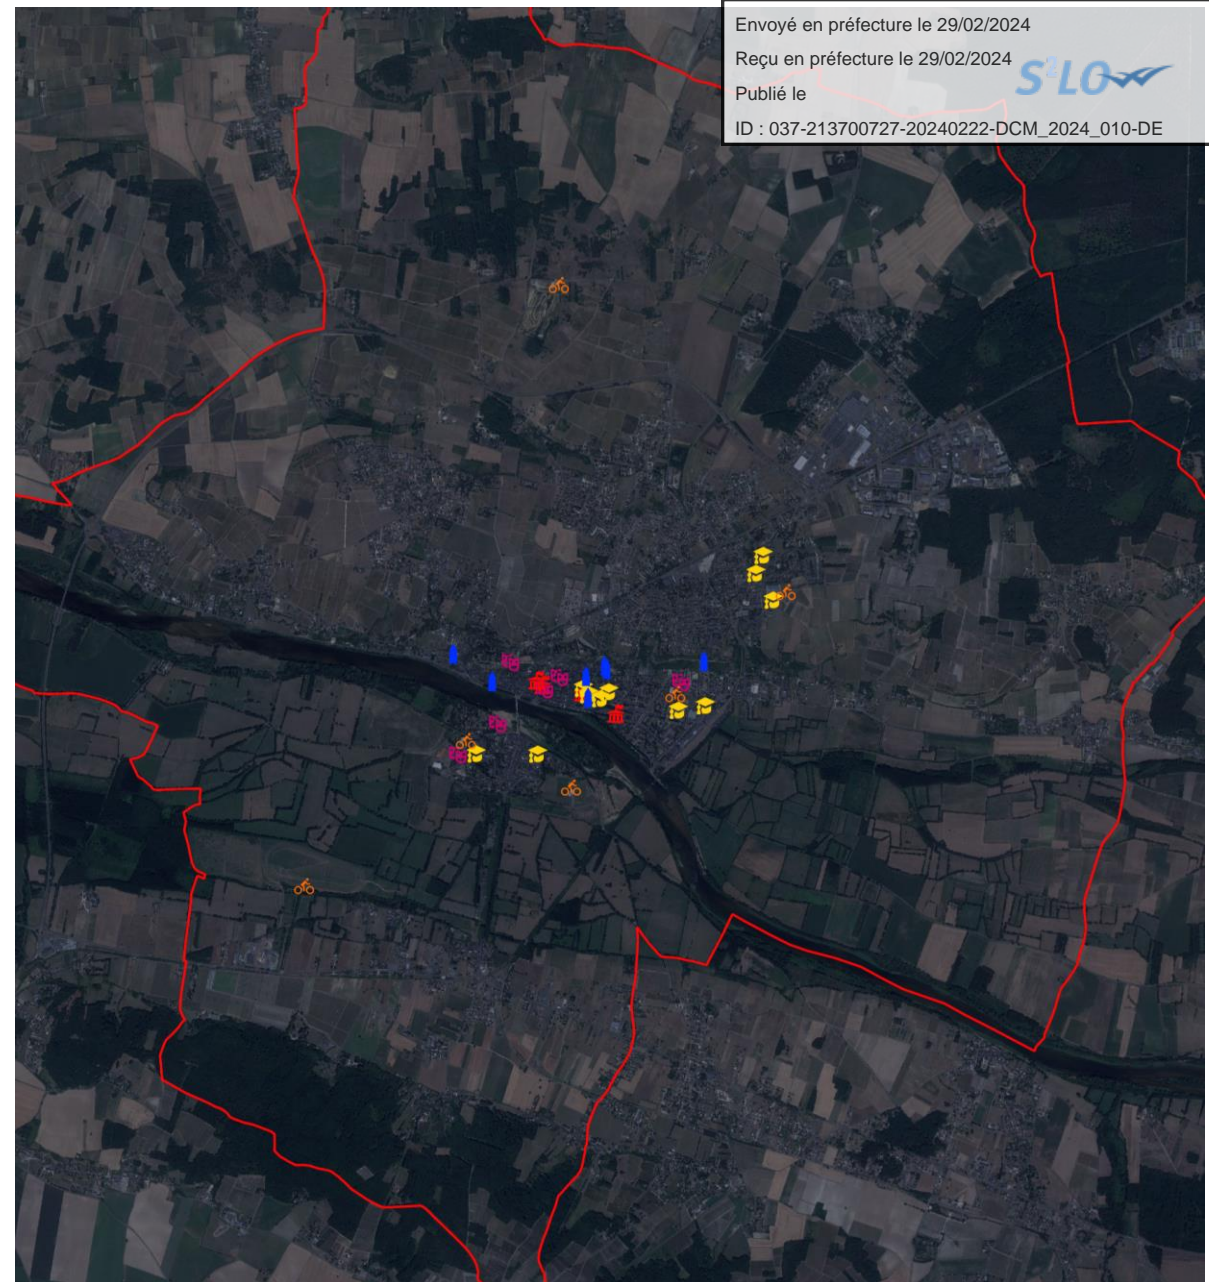 Envoyé en préfecture le 29/02/2024
Reçu en préfecture le 29/02/2024
S²LO
Publié le
ID : 037-213700727-20240222-DCM_2024_010-DE